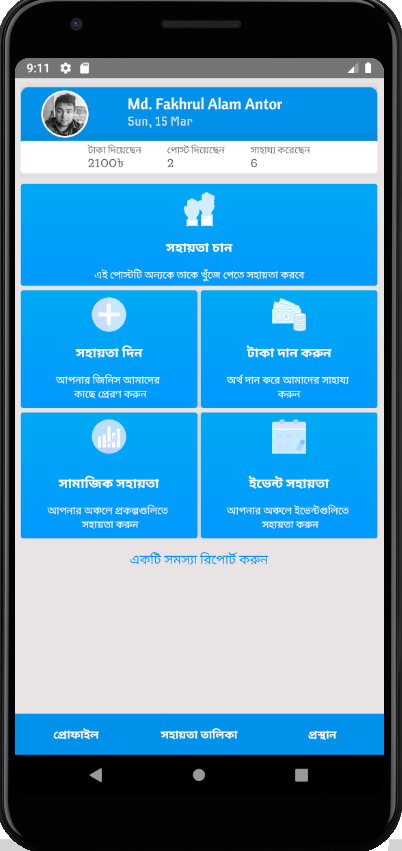 9:11
Md. Fakhrul Alam Antor
Sun, 15 Mar
টাকা দিয়েছেন পোস্ট দিয়েছেন সাহায্য করেছেন
2100৳ 2 6
সহায়তা চান
এই পোস্টটি অন্যকে তাকে খুঁজে পেতে সহায়তা করবে
সহায়তা দিন
আপনার জিনিস আমাদের
কাছে প্রেরণ করুন
টাকা দান করুন
অর্থ দান করে আমাদের সাহায্য
করুন
সামাজিক সহায়তা
আপনার অঞ্চলে প্রকল্পগুলিতে
সহায়তা করুন
ইভেন্ট সহায়তা
আপনার অঞ্চলে ইভেন্টগুলিতে
সহায়তা করুন
একটি সমস্যা রিপোর্ট করুন
প্রোফাইল সহায়তা তালিকা প্রস্থান